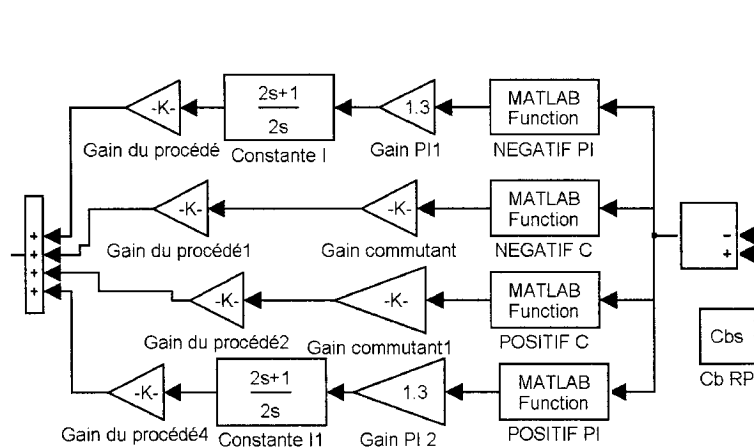 -K-
2s+1
2s
1.3
MATLAB
Function
Gain du procédé
Constante I
Gain PI1
NEGATIF PI
-K-
-K-
MATLAB
Function
Gain du procédé1
Gain commutant
NEGATIF C
+
+
+
+
−
+
-K-
-K-
MATLAB
Function
Gain du procédé2
Gain commutant1
POSITIF C
Cbs
Cb RP
-K-
2s+1
2s
1.3
MATLAB
Function
Gain du procédé4
Constante I1
Gain PI 2
POSITIF PI